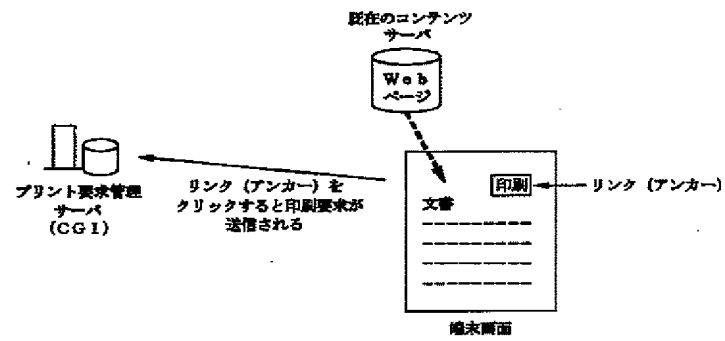 既在のコンテンツ
サーバ
Web
ページ
プリント要求管理
サーバ
(CGI)
リンク(アンカー)を
クリックすると印刷要求が
送信される
印刷
リンク(アンカー)
文書
端末画面